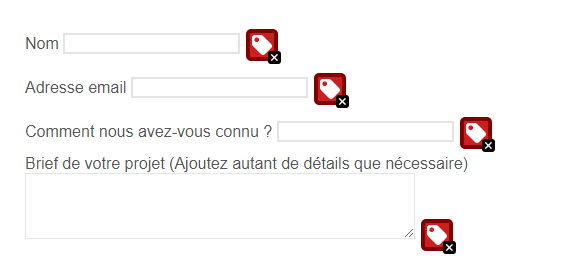 Nom
Adresse email
Comment nous avez-vous connu ?
Brief de votre projet (Ajoutez autant de détails que nécessaire)